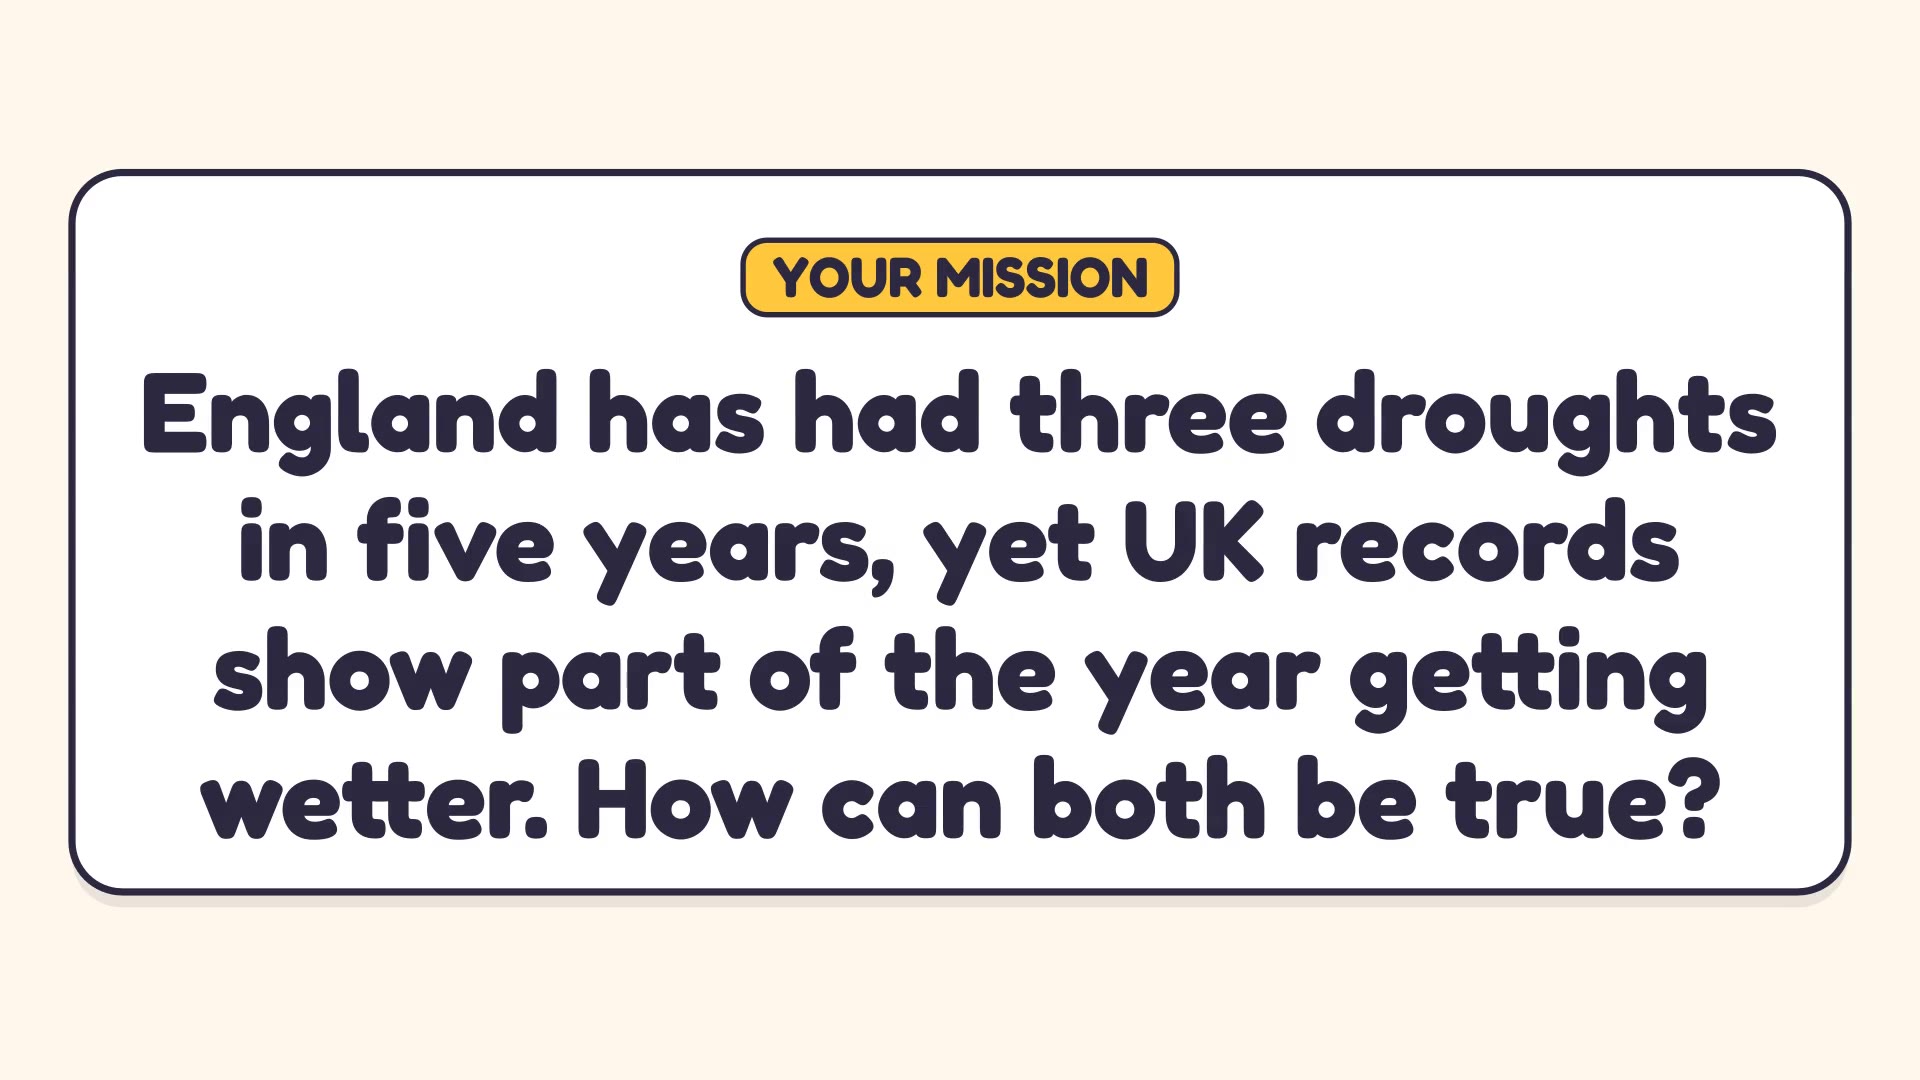 YOUR MISSION
England has had three droughts
in five years, yet UK records
show part of the year getting
wetter. How can both be true?